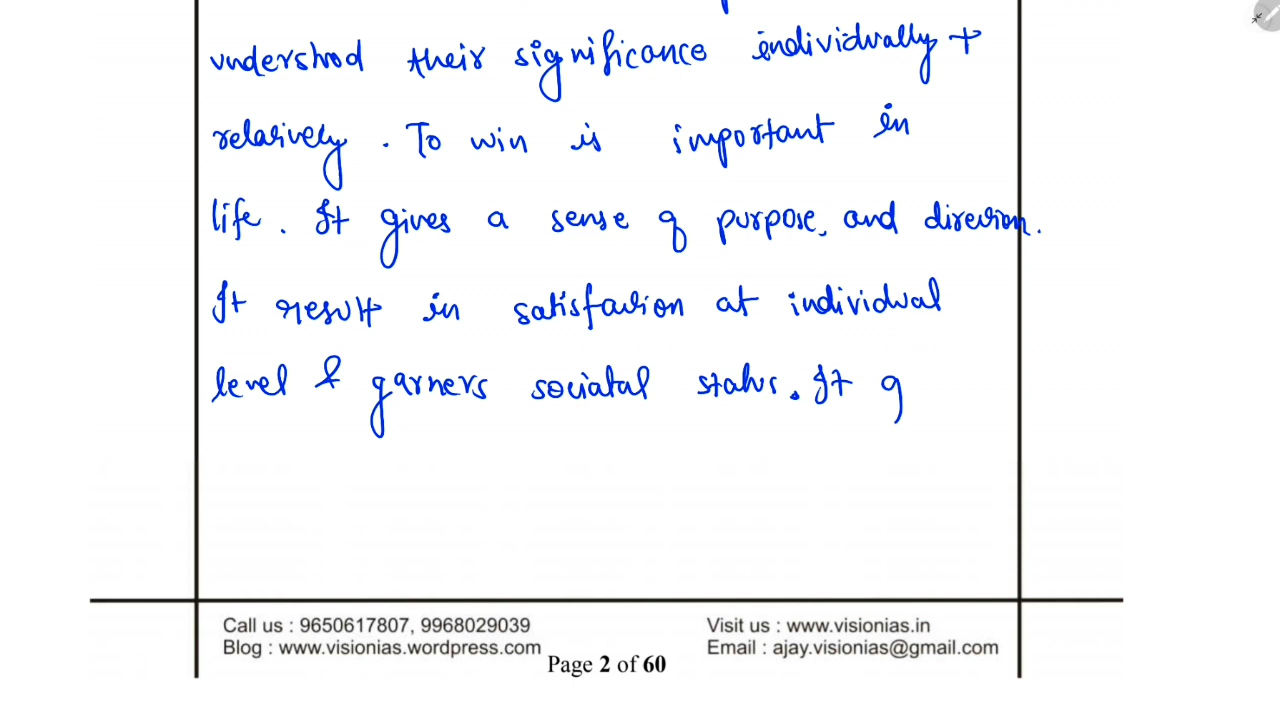 understood their significance individually +
relatively. To win is important in
life. It gives a sense of purpose, and direction.
It result in satisfaction at individual
level & garners sociatal status. It g
Call us : 9650617807, 9968029039
Visit us : www.visionias.in
Blog : www.visionias.wordpress.com
Email : ajay.visionias@gmail.com
Page 2 of 60